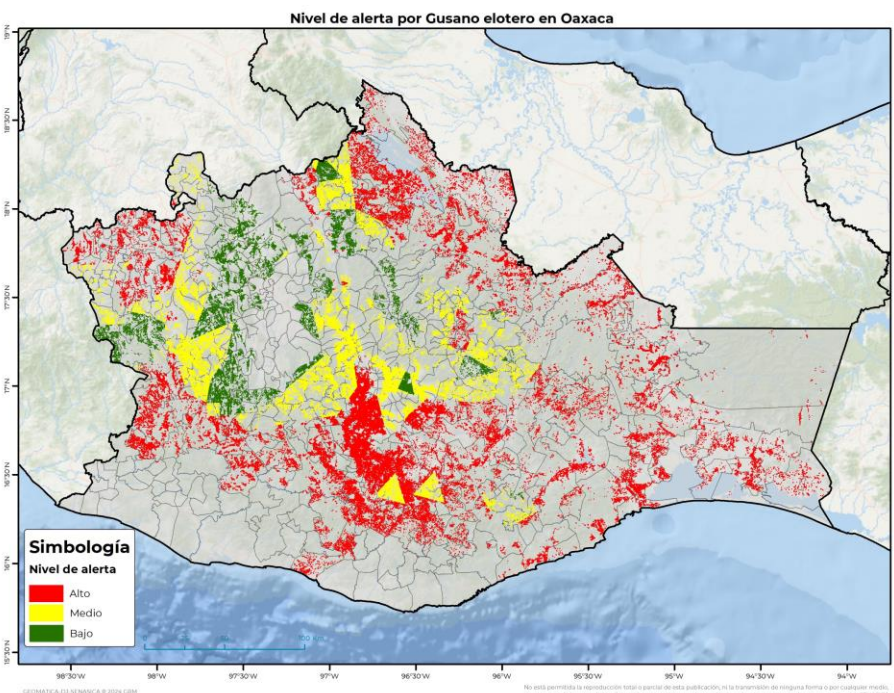 Nivel de alerta por Gusano elotero en Oaxaca
19°N
18°30'N
18°N
17°30'N
17°N
16°30'N
16°N
15°30'N
Simbología
Nivel de alerta
Alto
Medio
Bajo
100 Km
98°30'W
98°W
97°30'W
97°W
96°30'W
96°W
95°30'W
95°W
94°30'W
94°W
No está permitida la reproducción total o parcial de esta publicación, ni la transmisión de ninguna forma o por cualquier medio,